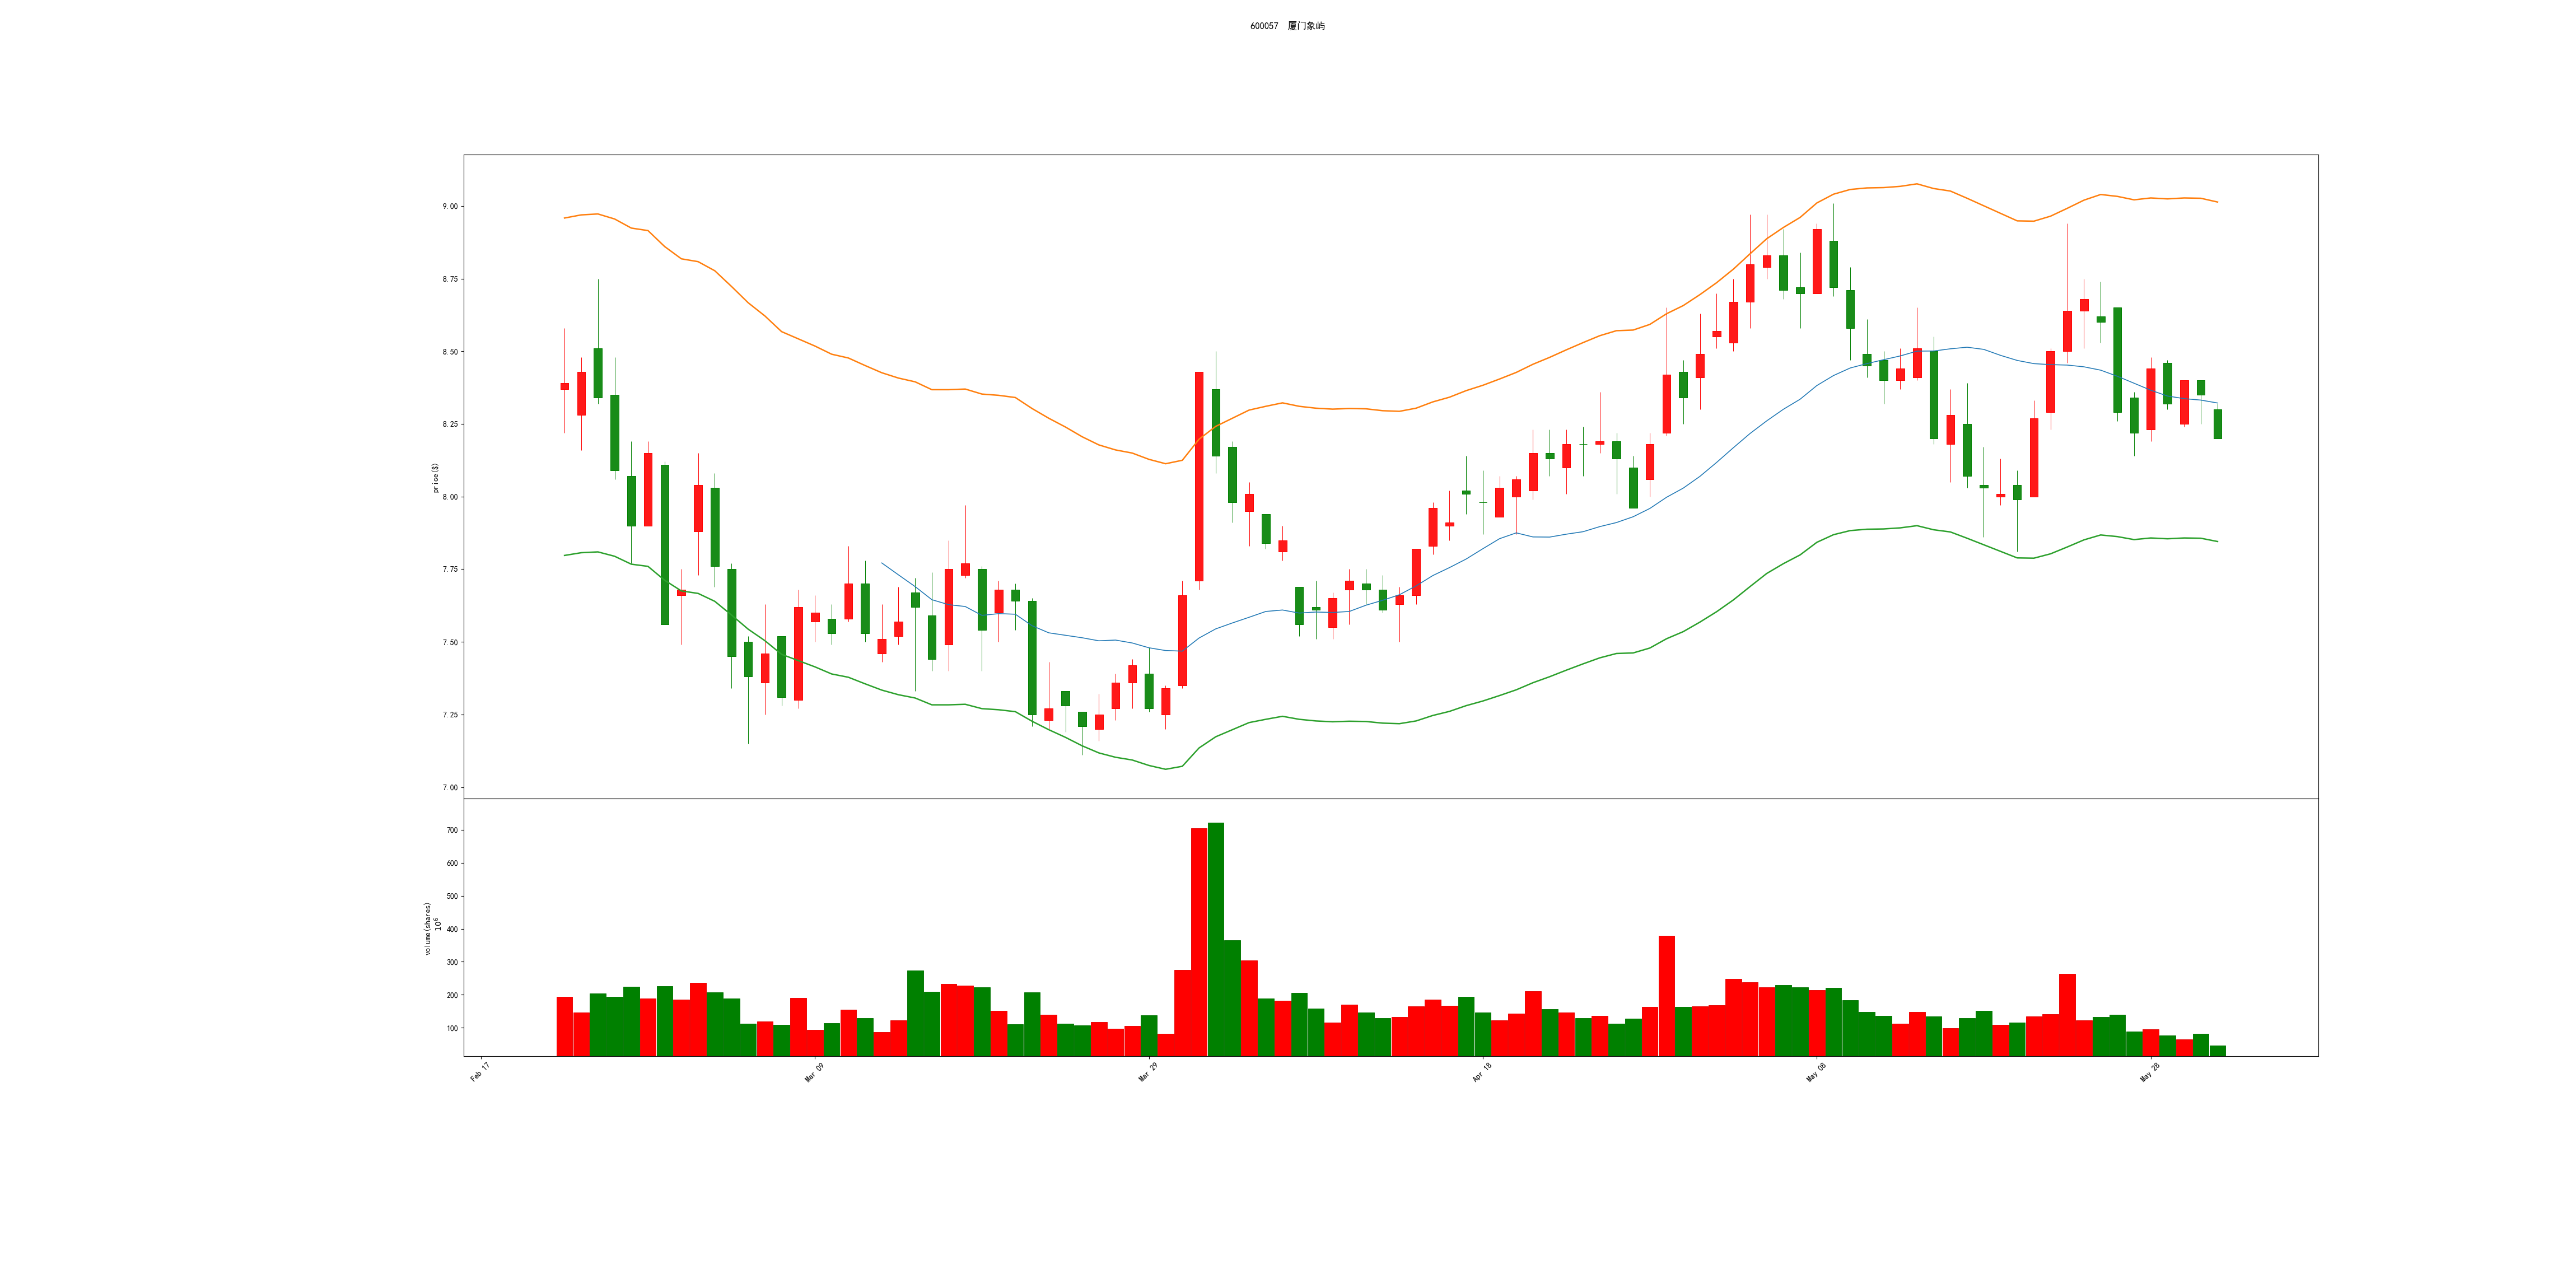 600057 厦门象屿
9.00
8.75
8.50
8.25
8.00
7.75
7.50
7.25
7.00
price($)
700
600
500
400
300
200
100
volume(shares)
10^6
Feb 17
Mar 09
Mar 29
Apr 18
May 08
May 28